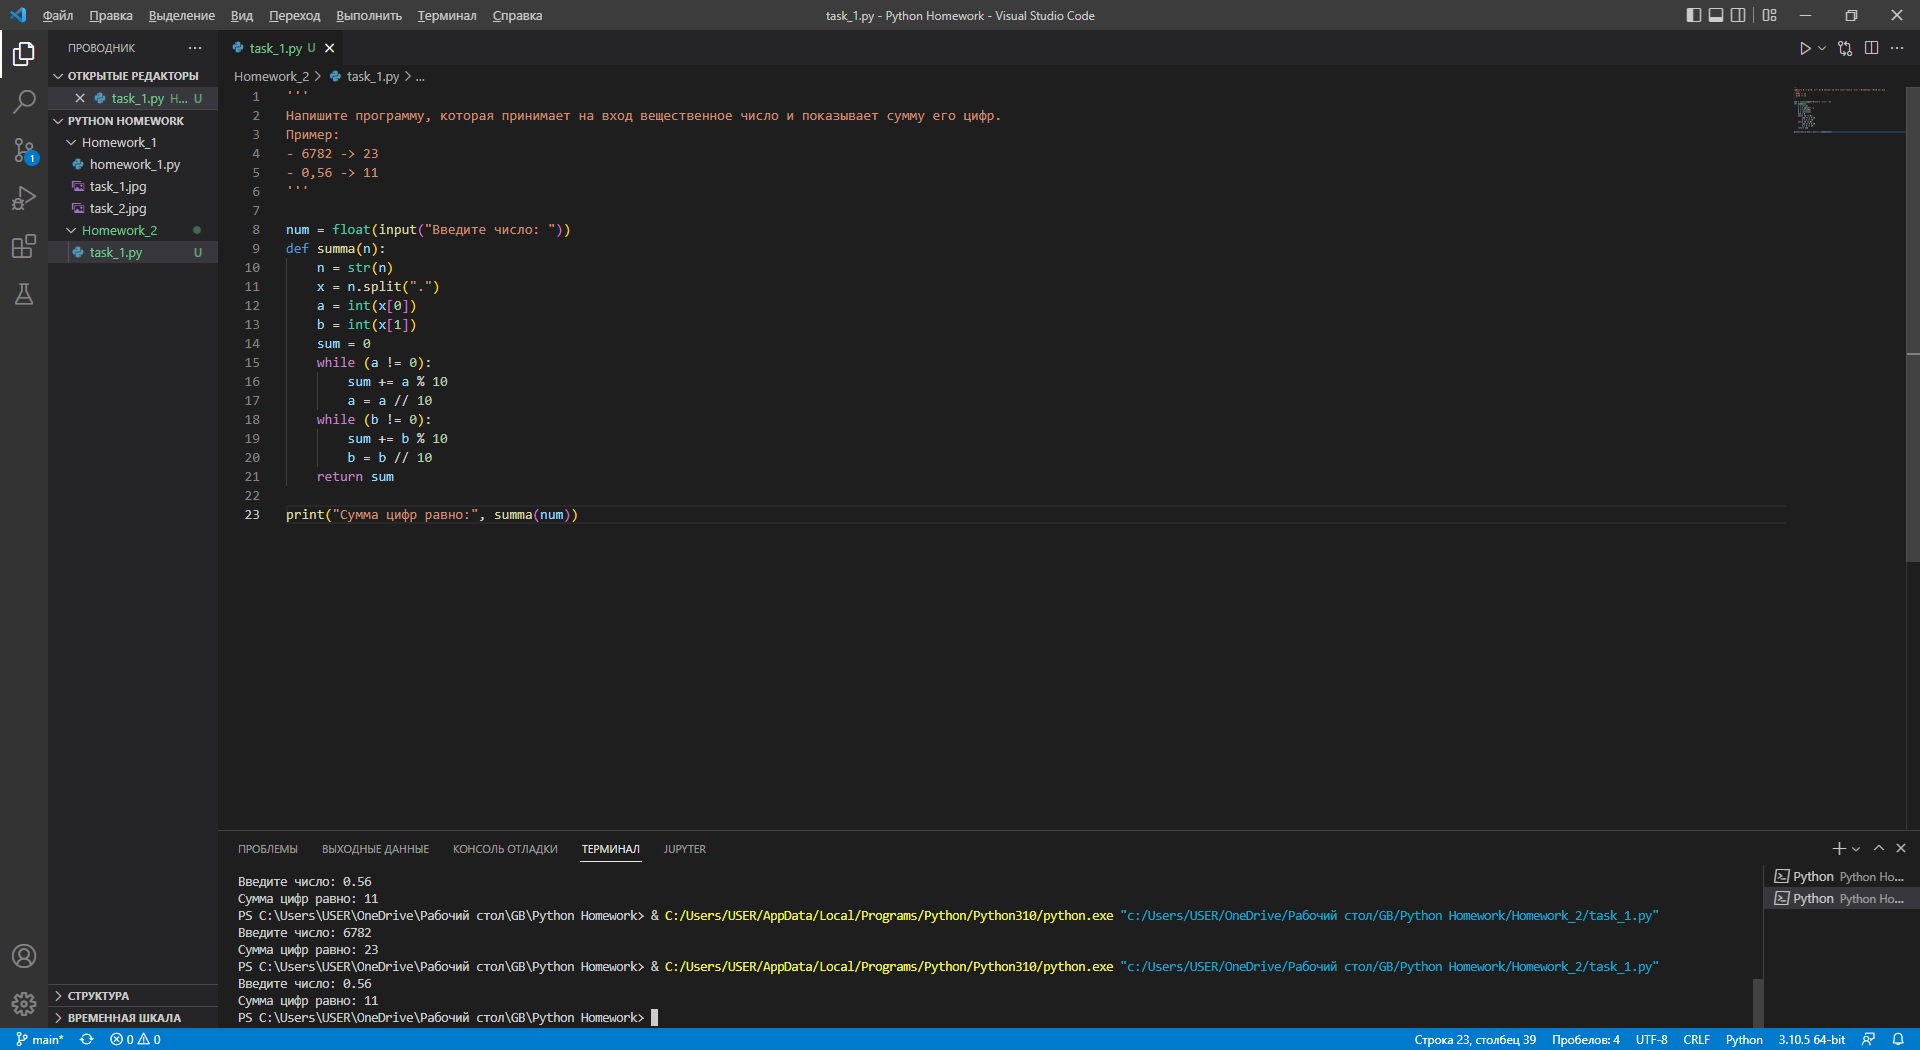 Файл Правка Выделение Вид Переход Выполнить Терминал Справка
task_1.py - Python Homework - Visual Studio Code
ПРОВОДНИК
ОТКРЫТЫЕ РЕДАКТОРЫ
task_1.py H... U
PYTHON HOMEWORK
Homework_1
homework_1.py
task_1.jpg
task_2.jpg
Homework_2
task_1.py U
1
СТРУКТУРА
ВРЕМЕННАЯ ШКАЛА
task_1.py U
Homework_2 > task_1.py > ...
1 '''
2 Напишите программу, которая принимает на вход вещественное число и показывает сумму его цифр.
3 Пример:
4 - 6782 -> 23
5 - 0,56 -> 11
6 '''
7
8 num = float(input("Введите число: "))
9 def summa(n):
10     n = str(n)
11     x = n.split(".")
12     a = int(x[0])
13     b = int(x[1])
14     sum = 0
15     while (a != 0):
16         sum += a % 10
17         a = a // 10
18     while (b != 0):
19         sum += b % 10
20         b = b // 10
21     return sum
22
23 print("Сумма цифр равно:", summa(num))
ПРОБЛЕМЫ ВЫХОДНЫЕ ДАННЫЕ КОНСОЛЬ ОТЛАДКИ ТЕРМИНАЛ JUPYTER
Введите число: 0.56
Сумма цифр равно: 11
PS C:\Users\USER\OneDrive\Рабочий стол\GB\Python Homework> & C:/Users/USER/AppData/Local/Programs/Python/Python310/python.exe "c:/Users/USER/OneDrive/Рабочий стол/GB/Python Homework/Homework_2/task_1.py"
Введите число: 6782
Сумма цифр равно: 23
PS C:\Users\USER\OneDrive\Рабочий стол\GB\Python Homework> & C:/Users/USER/AppData/Local/Programs/Python/Python310/python.exe "c:/Users/USER/OneDrive/Рабочий стол/GB/Python Homework/Homework_2/task_1.py"
Введите число: 0.56
Сумма цифр равно: 11
PS C:\Users\USER\OneDrive\Рабочий стол\GB\Python Homework>
Python Python Ho...
Python Python Ho...
main* 0 0
Строка 23, столбец 39 Пробелов: 4 UTF-8 CRLF Python 3.10.5 64-bit